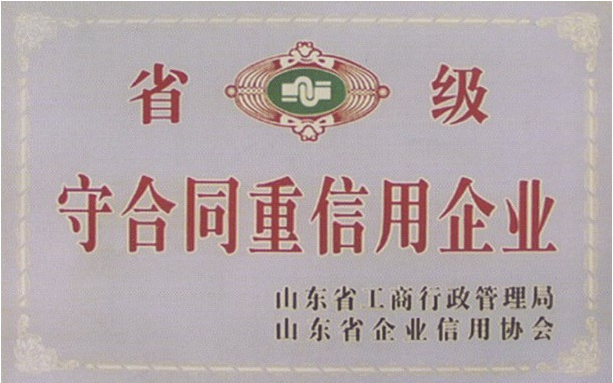 省 级
守合同重信用企业
山东省工商行政管理局
山东省企业信用协会